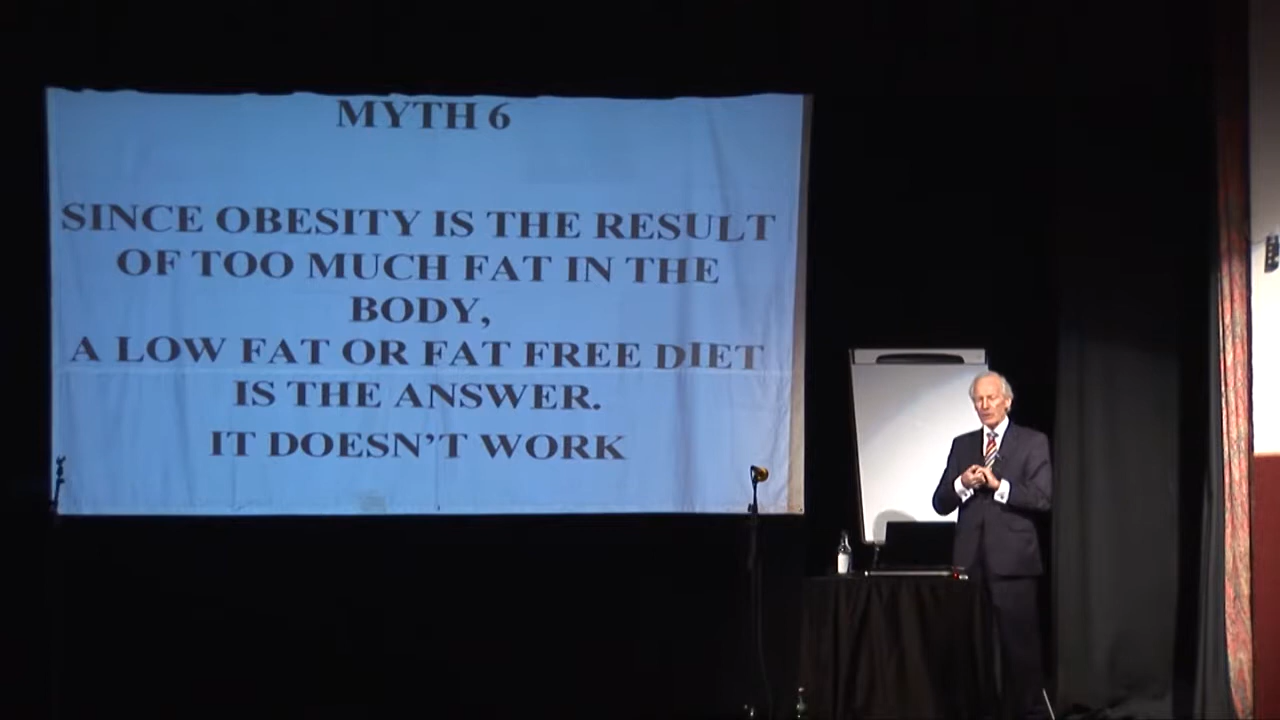 MYTH 6
SINCE OBESITY IS THE RESULT
OF TOO MUCH FAT IN THE
BODY,
A LOW FAT OR FAT FREE DIET
IS THE ANSWER.
IT DOESN'T WORK